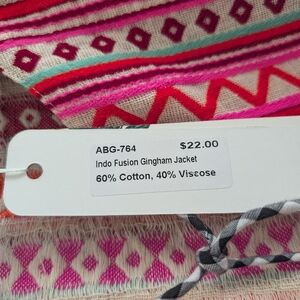 ABG-764 $22.00
Indo Fusion Gingham Jacket
60% Cotton, 40% Viscose